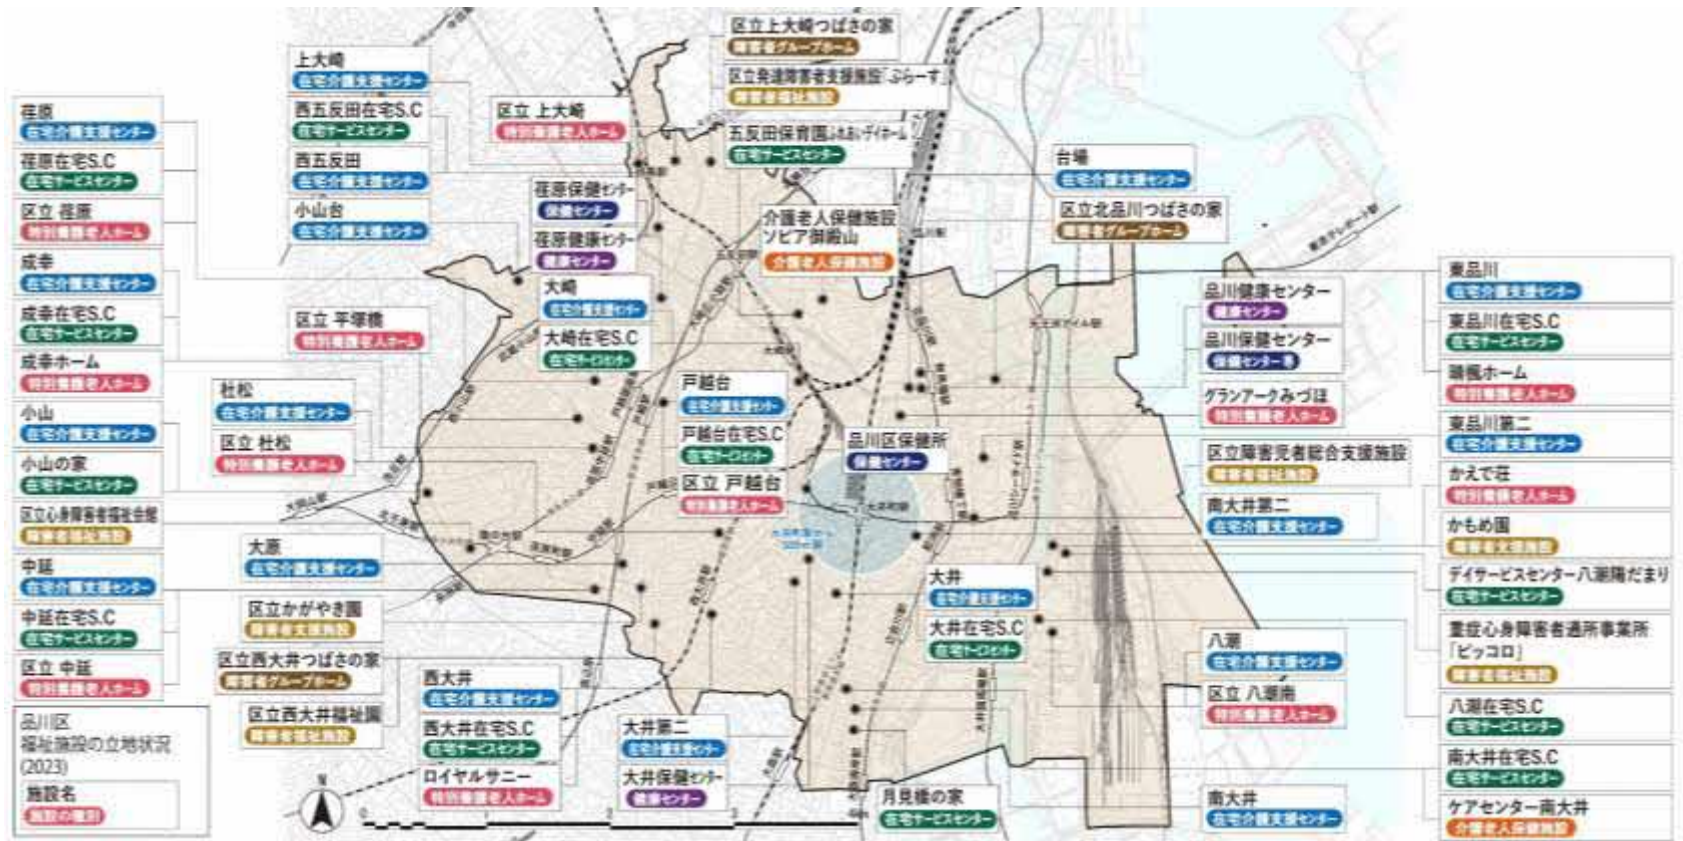 荏原
在宅介護支援センター
荏原在宅S.C
在宅サービスセンター
区立 荏原
特別養護老人ホーム
成幸
在宅介護支援センター
成幸在宅S.C
在宅サービスセンター
成幸ホーム
特別養護老人ホーム
小山
在宅介護支援センター
小山の家
在宅サービスセンター
区立心身障害者福祉会館
障害者福祉施設
中延
在宅介護支援センター
中延在宅S.C
在宅サービスセンター
区立 中延
特別養護老人ホーム
品川区
福祉施設の立地状況
(2023)
施設名
施設の種別
上大崎
在宅介護支援センター
西五反田在宅S.C
在宅サービスセンター
西五反田
在宅介護支援センター
小山台
在宅介護支援センター
区立 平塚橋
特別養護老人ホーム
杜松
在宅介護支援センター
区立 杜松
特別養護老人ホーム
大原
在宅介護支援センター
区立かがやき園
障害者支援施設
区立西大井つばさの家
障害者グループホーム
区立西大井福祉園
障害者福祉施設
区立 上大崎
特別養護老人ホーム
荏原保健センター
保健センター
荏原健康センター
健康センター
大崎
在宅介護支援センター
大崎在宅S.C
在宅サービスセンター
戸越台
在宅介護支援センター
戸越台在宅S.C
在宅サービスセンター
区立 戸越台
特別養護老人ホーム
西大井
在宅介護支援センター
西大井在宅S.C
在宅サービスセンター
ロイヤルサニー
特別養護老人ホーム
大井第二
在宅介護支援センター
大井保健センター
健康センター
区立上大崎つばさの家
障害者グループホーム
区立発達障害者支援施設「ぷらーす」
障害者福祉施設
五反田保育園ふれあいデイホーム
在宅サービスセンター
介護老人保健施設
ソピア御殿山
介護老人保健施設
品川区保健所
保健センター
大井
在宅介護支援センター
大井在宅S.C
在宅サービスセンター
月見橋の家
在宅サービスセンター
台場
在宅介護支援センター
区立北品川つばさの家
障害者グループホーム
品川健康センター
健康センター
品川保健センター
保健センター 専
グランアークみづほ
特別養護老人ホーム
区立障害児者総合支援施設
障害者福祉施設
南大井第二
在宅介護支援センター
八潮
在宅介護支援センター
区立 八潮南
特別養護老人ホーム
南大井
在宅介護支援センター
東品川
在宅介護支援センター
東品川在宅S.C
在宅サービスセンター
晴楓ホーム
特別養護老人ホーム
東品川第二
在宅介護支援センター
かえで荘
特別養護老人ホーム
かもめ園
障害者支援施設
デイサービスセンター八潮陽だまり
在宅サービスセンター
重症心身障害者通所事業所
「ピッコロ」
障害者福祉施設
八潮在宅S.C
在宅サービスセンター
南大井在宅S.C
在宅サービスセンター
ケアセンター南大井
介護老人保健施設
大井町駅
品川駅
西大井駅
東京テレポート駅
N